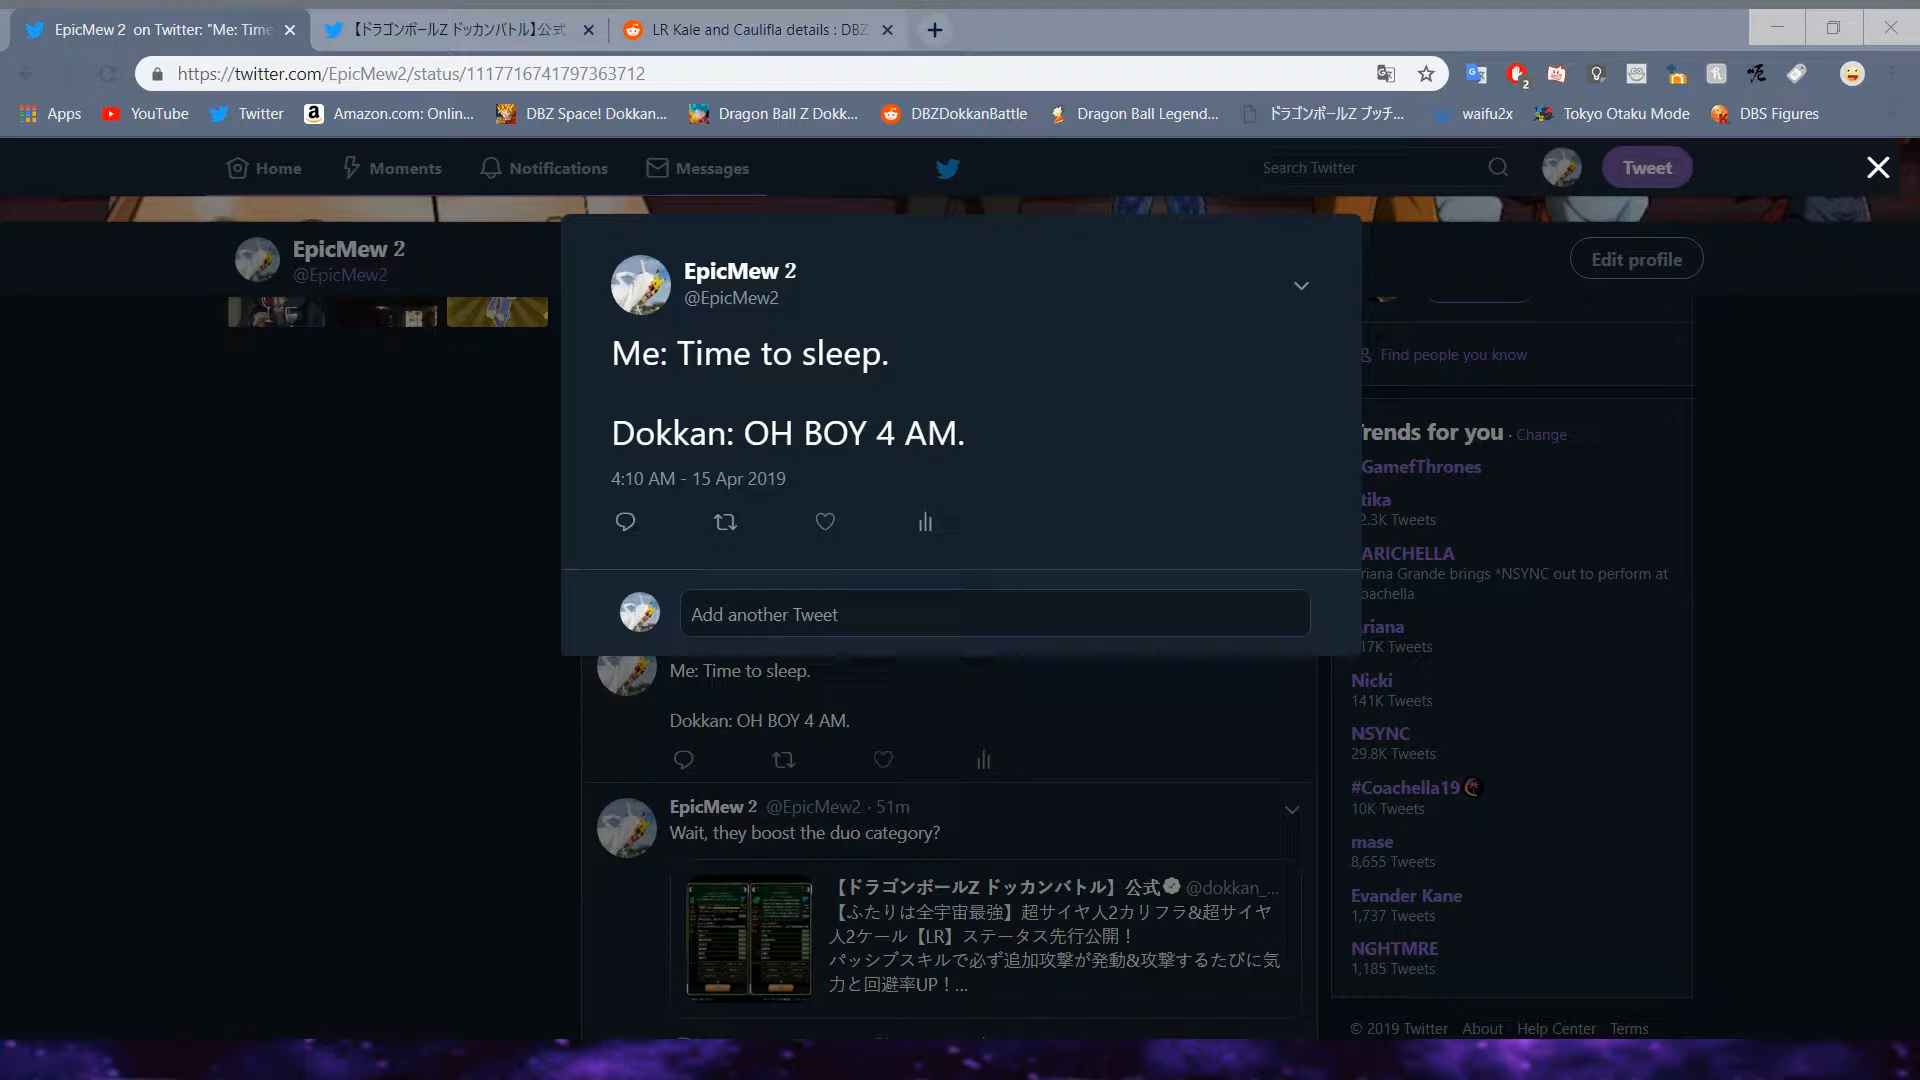 EpicMew 2 on Twitter: "Me: Time
【ドラゴンボールZ ドッカンバトル】公式
LR Kale and Caulifla details : DBZ
https://twitter.com/EpicMew2/status/1117716741797363712
2
Apps
YouTube
Twitter
Amazon.com: Onlin...
DBZ Space! Dokkan...
Dragon Ball Z Dokk...
DBZDokkanBattle
Dragon Ball Legend...
ドラゴンボールZ ブッチ...
waifu2x
Tokyo Otaku Mode
DBS Figures
Home
Moments
Notifications
Messages
Search Twitter
Tweet
EpicMew 2
@EpicMew2
Edit profile
EpicMew 2
@EpicMew2
Me: Time to sleep.
Dokkan: OH BOY 4 AM.
4:10 AM - 15 Apr 2019
Add another Tweet
Me: Time to sleep.
Dokkan: OH BOY 4 AM.
EpicMew 2 @EpicMew2 · 51m
Wait, they boost the duo category?
【ドラゴンボールZ ドッカンバトル】公式 @dokkan_...
【ふたりは全宇宙最強】超サイヤ人2カリフラ&超サイヤ
人2ケール【LR】ステータス先行公開！
パッシブスキルで必ず追加攻撃が発動&攻撃するたびに気
力と回避率UP！...
Find people you know
Trends for you · Change
GamefThrones
tika
2.3K Tweets
ARICHELLA
riana Grande brings *NSYNC out to perform at
oachella
riana
17K Tweets
Nicki
141K Tweets
NSYNC
29.8K Tweets
#Coachella19
10K Tweets
mase
8,655 Tweets
Evander Kane
1,737 Tweets
NGHTMRE
1,185 Tweets
© 2019 Twitter About Help Center Terms